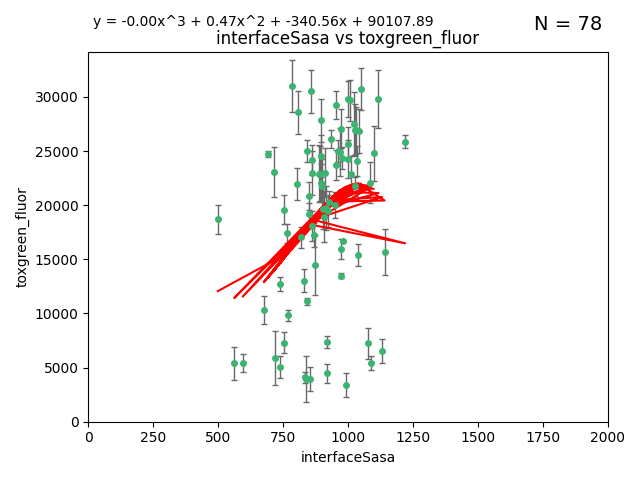 y = -0.00x^3 + 0.47x^2 + -340.56x + 90107.89
N = 78
interfaceSasa vs toxgreen_fluor
30000
25000
20000
15000
10000
5000
0
toxgreen_fluor
0 250 500 750 1000 1250 1500 1750 2000
interfaceSasa